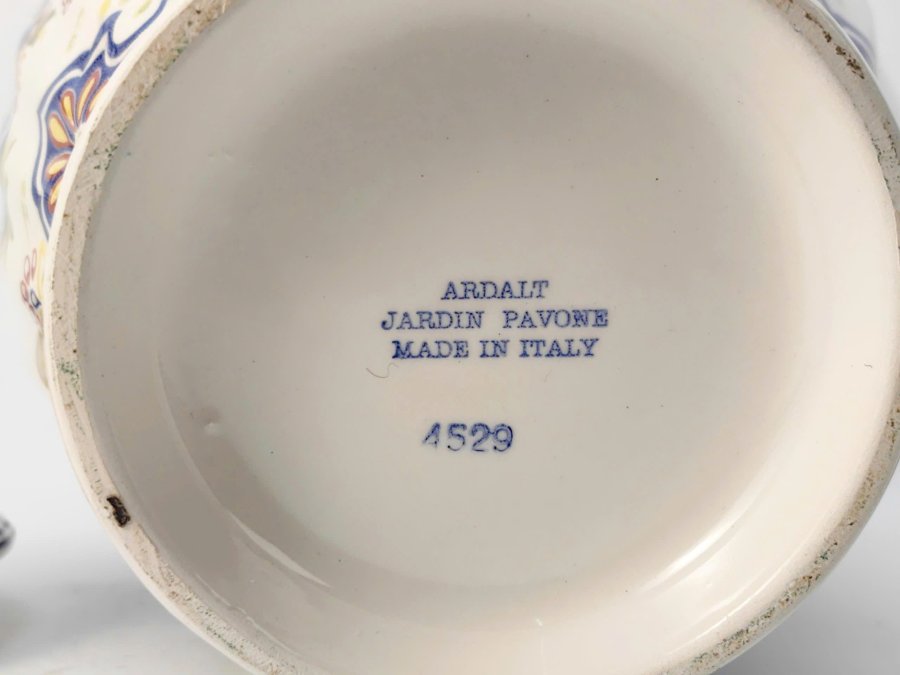 ARDALT
JARDIN PAVONE
MADE IN ITALY
4529